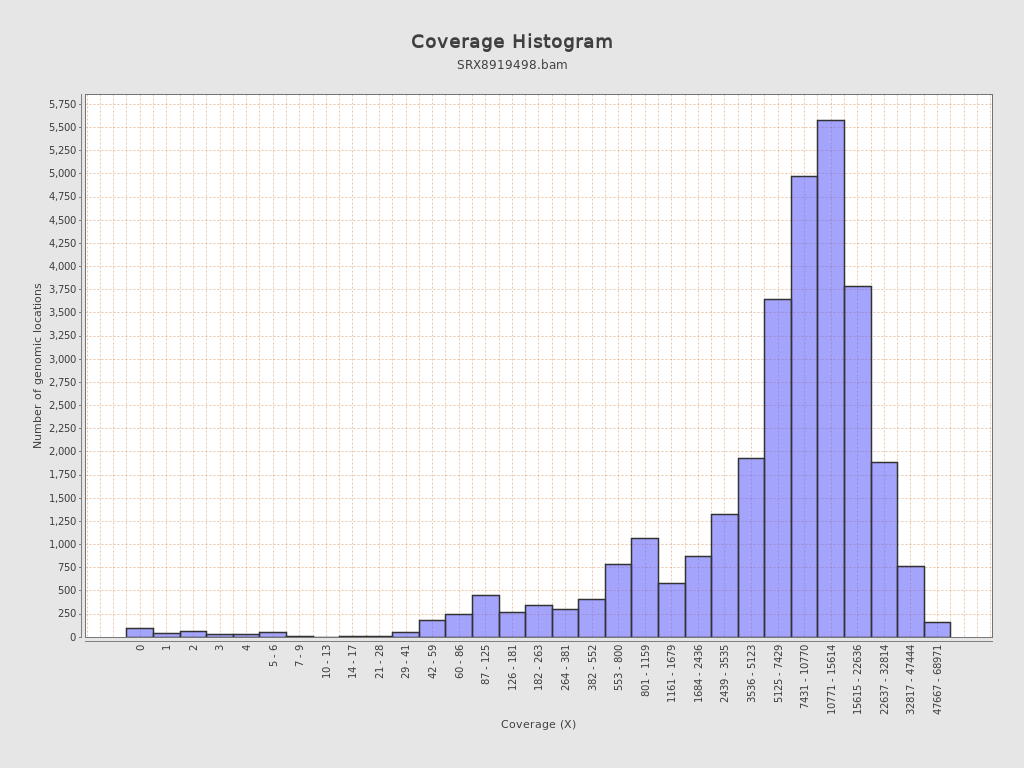 Coverage Histogram
SRX8919498.bam
5,750
5,500
5,250
5,000
4,750
4,500
4,250
4,000
3,750
3,500
3,250
3,000
2,750
2,500
2,250
2,000
1,750
1,500
1,250
1,000
750
500
250
0
Number of genomic locations
0
1
2
3
4
5 - 6
7 - 9
10 - 13
14 - 17
21 - 28
29 - 41
42 - 59
60 - 86
87 - 125
126 - 181
182 - 263
264 - 381
382 - 552
553 - 800
801 - 1159
1161 - 1679
1684 - 2436
2439 - 3535
3536 - 5123
5125 - 7429
7431 - 10770
10771 - 15614
15615 - 22636
22637 - 32814
32817 - 47444
47667 - 68971
Coverage (X)